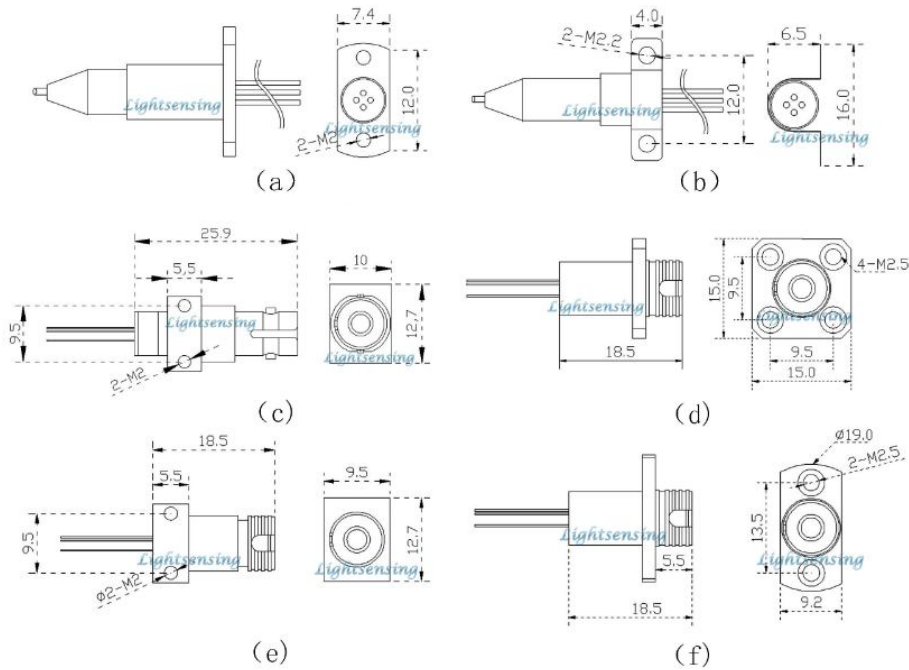 7.4
12.0
2-M2
Lightsensing
Lightsensing
(a)
4.0
2-M2.2
6.5
12.0
16.0
Lightsensing
Lightsensing
(b)
25.9
5,5
9.5
2-M2
10
12.7
Lightsensing
Lightsensing
(c)
18.5
15.0
9.5
4-M2.5
9.5
15.0
Lightsensing
Lightsensing
(d)
18.5
5.5
9.5
ø2-M2
9.5
12.7
Lightsensing
Lightsensing
(e)
ø19.0
2-M2.5
13.5
5.5
18.5
9.2
Lightsensing
Lightsensing
(f)